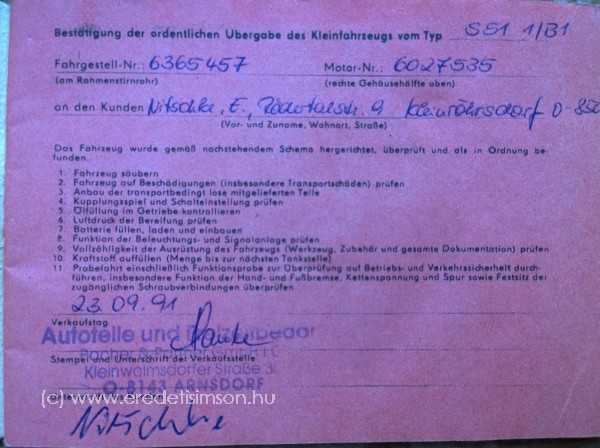 Bestätigung der ordentlichen Übergabe des Kleinfahrzeugs vom Typ S51 1/B1
Fahrgestell-Nr.: 6365457 Motor-Nr.: 6027535
(am Rahmenstirnrohr) (rechte Gehäusehälfte oben)
an den Kunden Nitschke, E., Rödertalstr. 9 Kleinröhrsdorf O-850
(Vor- und Zuname, Wohnort, Straße)
Das Fahrzeug wurde gemäß nachstehendem Schema hergerichtet, überprüft und als in Ordnung be-
funden.
1. Fahrzeug säubern
2. Fahrzeug auf Beschädigungen (insbesondere Transportschäden) prüfen
3. Anbau der transportbedingt lose mitgelieferten Teile
4. Kupplungsspiel und Schalteinstellung prüfen
5. Ölfüllung im Getriebe kontrollieren
6. Luftdruck der Bereifung prüfen
7. Batterie füllen, laden und einbauen
8. Funktion der Beleuchtungs- und Signalanlage prüfen
9. Vollzähligkeit der Ausrüstung des Fahrzeugs (Werkzeug, Zubehör und gesamte Dokumentation) prüfen
10. Kraftstoff auffüllen (Menge bis zur nächsten Tankstelle)
11 Probefahrt einschließlich Funktionsprobe zur Überprüfung auf Betriebs- und Verkehrssicherheit durch-
führen, insbesondere Funktion der Hand- und Fußbremse, Kettenspannung und Spur sowie Festsitz der
zugänglichen Schraubverbindungen überprüfen
23.09.91
Verkaufstag
Autoteile und
Stempel und Unterschrift der Verkaufsstelle
Kleinwolmsdorfer Straße 3
O-8143 ARNSDORF
(c) www.eredetisimson.hu
Nitschke